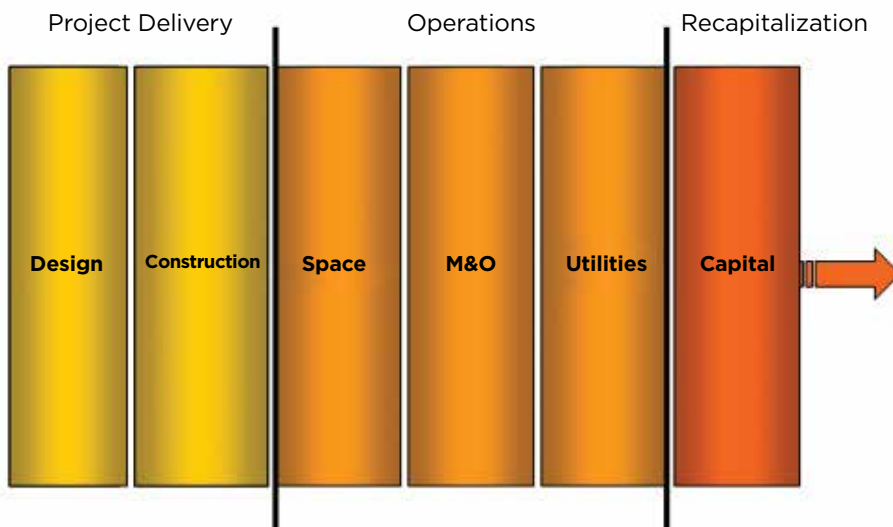 Project Delivery
Operations
Recapitalization
Design
Construction
Space
M&O
Utilities
Capital